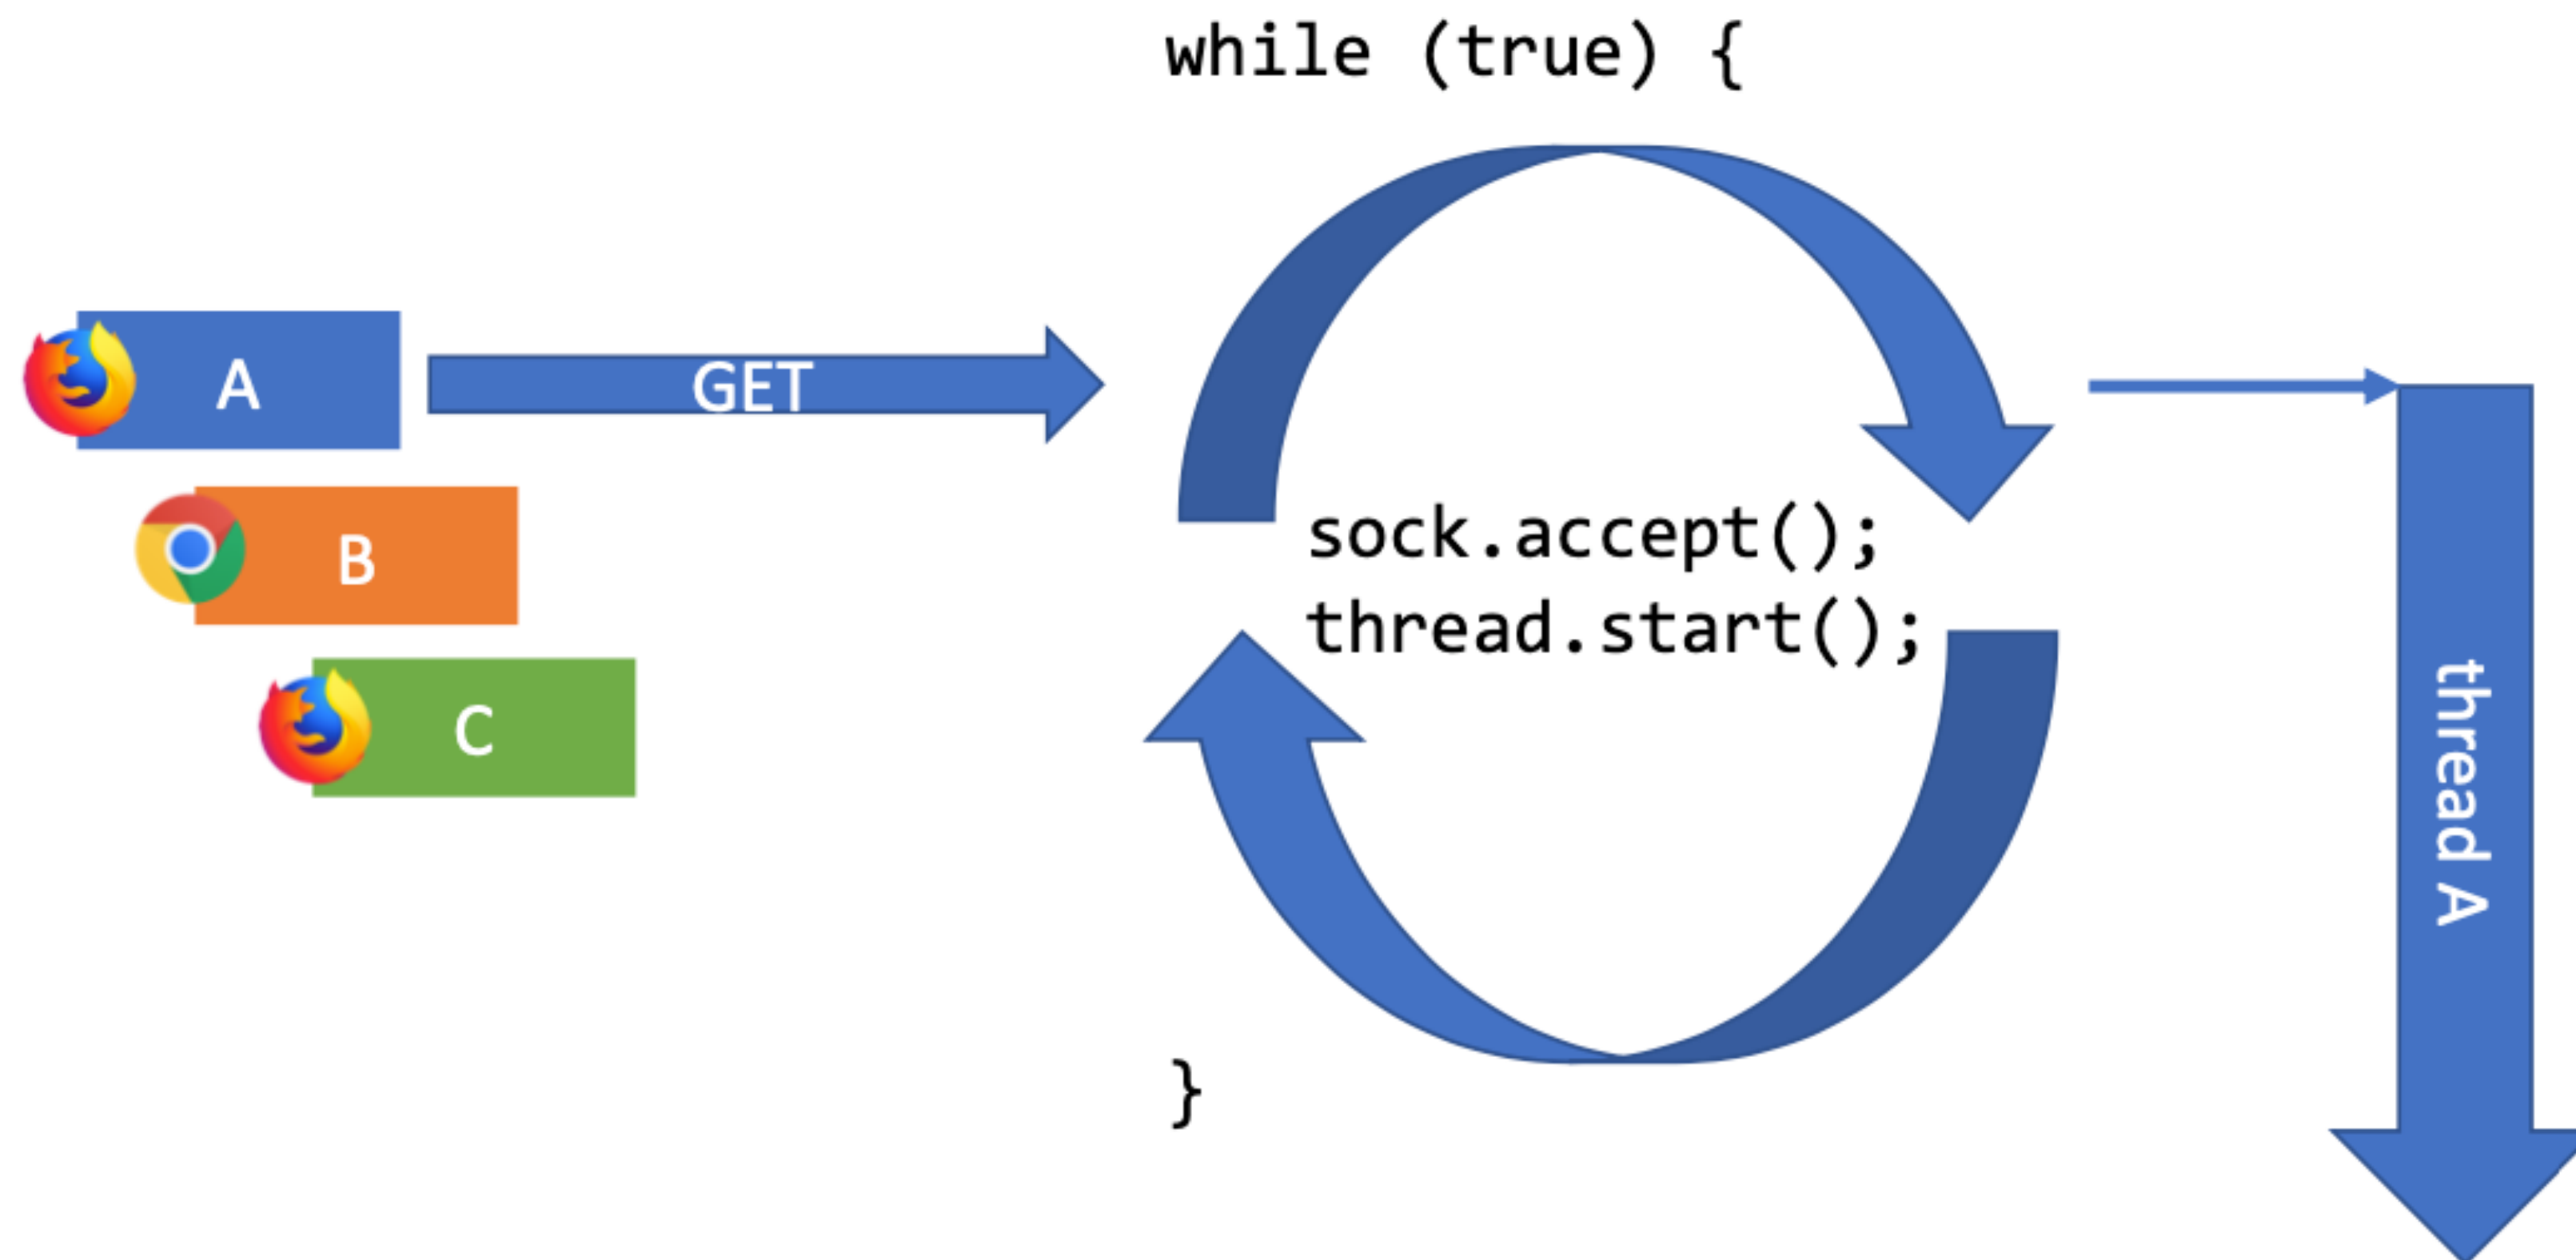 while (true) {
A
GET
B
sock.accept();
thread.start();
C
thread A
}